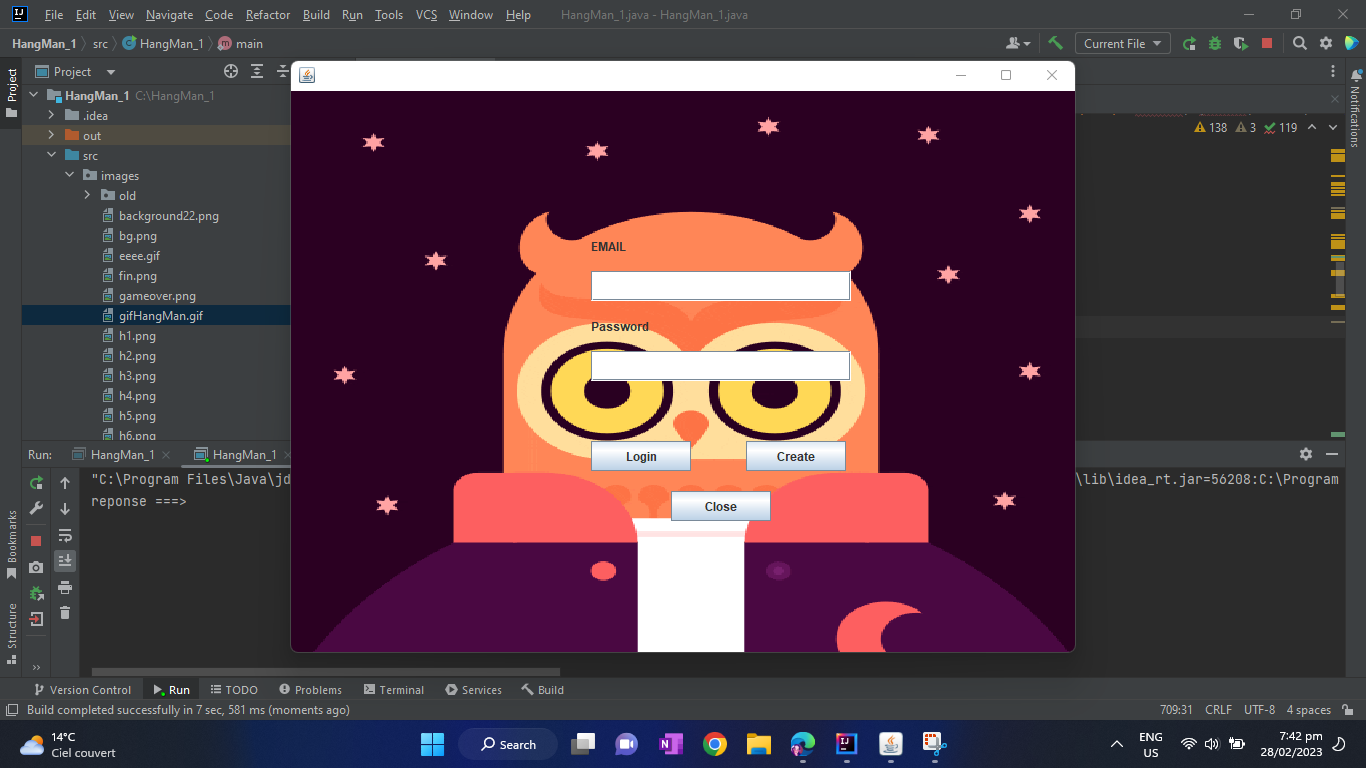 File Edit View Navigate Code Refactor Build Run Tools VCS Window Help HangMan_1.java - HangMan_1.java
HangMan_1 src HangMan_1 main
Current File
Project
Project
HangMan_1 C:\HangMan_1
.idea
out
src
images
old
background22.png
bg.png
eeee.gif
fin.png
gameover.png
gifHangMan.gif
h1.png
h2.png
h3.png
h4.png
h5.png
h6.png
138 3 119
Notifications
EMAIL
Password
Login Create
Close
Run: HangMan_1 HangMan_1
"C:\Program Files\Java\jd
\lib\idea_rt.jar=56208:C:\Program
reponse ===>
Bookmarks
Structure
Version Control Run TODO Problems Terminal Services Build
Build completed successfully in 7 sec, 581 ms (moments ago)
709:31 CRLF UTF-8 4 spaces
14°C
Ciel couvert
Search
ENG
US
7:42 pm
28/02/2023